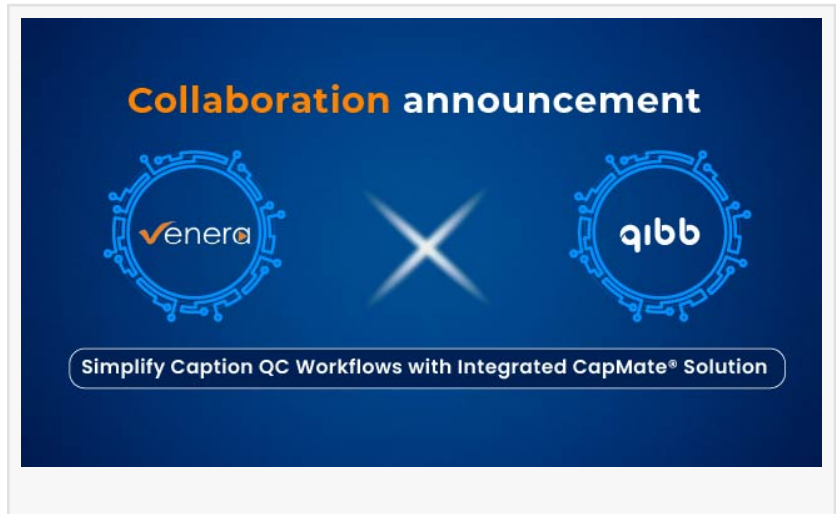 Collaboration announcement
Venera
qibb
Simplify Caption QC Workflows with Integrated CapMate® Solution